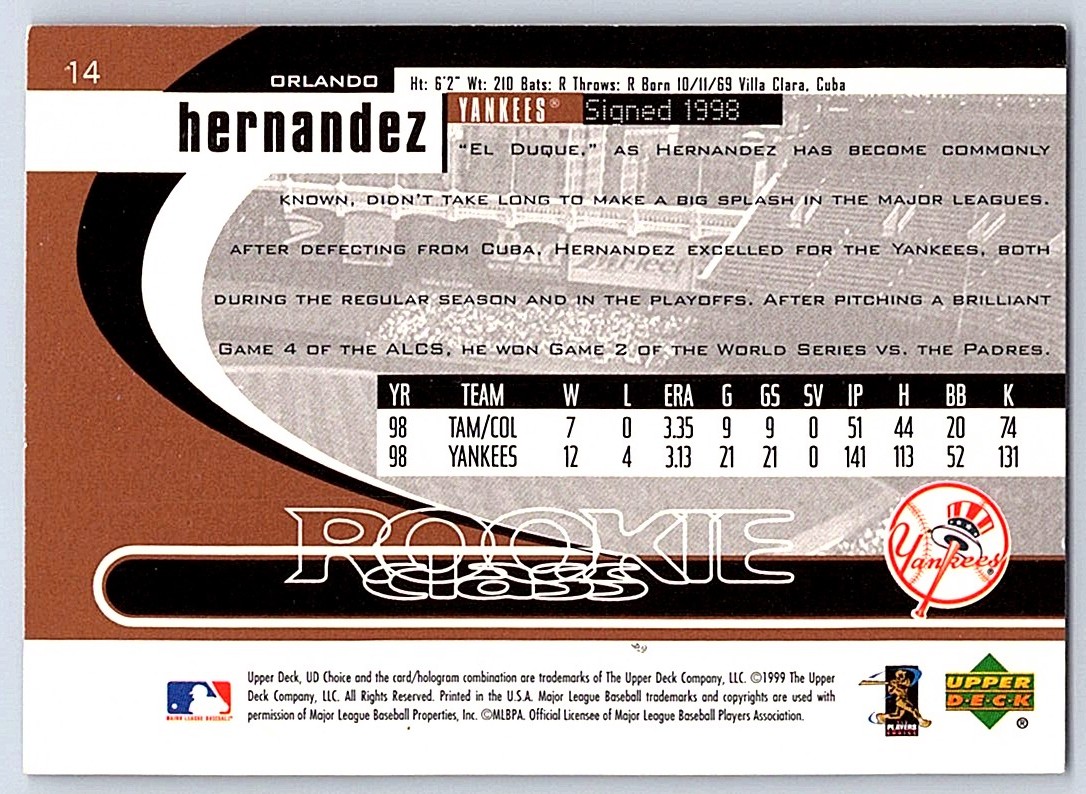 14
ORLANDO
Ht: 6'2" Wt: 210 Bats: R Throws: R Born 10/11/69 Villa Clara, Cuba
hernandez
YANKEES® Signed 1998
"EL DUQUE," AS HERNANDEZ HAS BECOME COMMONLY
KNOWN, DIDN'T TAKE LONG TO MAKE A BIG SPLASH IN THE MAJOR LEAGUES.
AFTER DEFECTING FROM CUBA, HERNANDEZ EXCELLED FOR THE YANKEES, BOTH
DURING THE REGULAR SEASON AND IN THE PLAYOFFS. AFTER PITCHING A BRILLIANT
GAME 4 OF THE ALCS, HE WON GAME 2 OF THE WORLD SERIES VS. THE PADRES.
YR TEAM W L ERA G GS SV IP H BB K
98 TAM/COL 7 0 3.35 9 9 0 51 44 20 74
98 YANKEES 12 4 3.13 21 21 0 141 113 52 131
ROOKIE
class
Yankees®
Upper Deck, UD Choice and the card/hologram combination are trademarks of The Upper Deck Company, LLC. ©1999 The Upper
Deck Company, LLC. All Rights Reserved. Printed in the U.S.A. Major League Baseball trademarks and copyrights are used with
permission of Major League Baseball Properties, Inc. ©MLBPA. Official Licensee of Major League Baseball Players Association.
MAJOR LEAGUE BASEBALL
PLAYERS
CHOICE
UPPER
DECK®